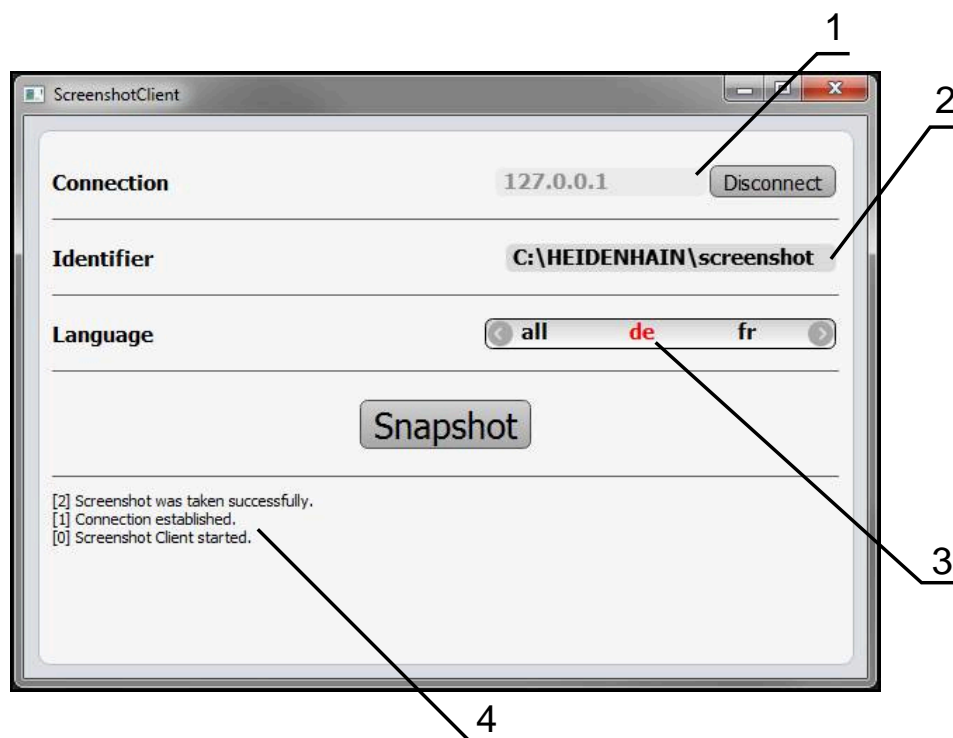 1
ScreenshotClient
2
Connection 127.0.0.1 Disconnect
Identifier C:\HEIDENHAIN\screenshot
Language all de fr
Snapshot
[2] Screenshot was taken successfully.
[1] Connection established.
[0] Screenshot Client started.
3
4